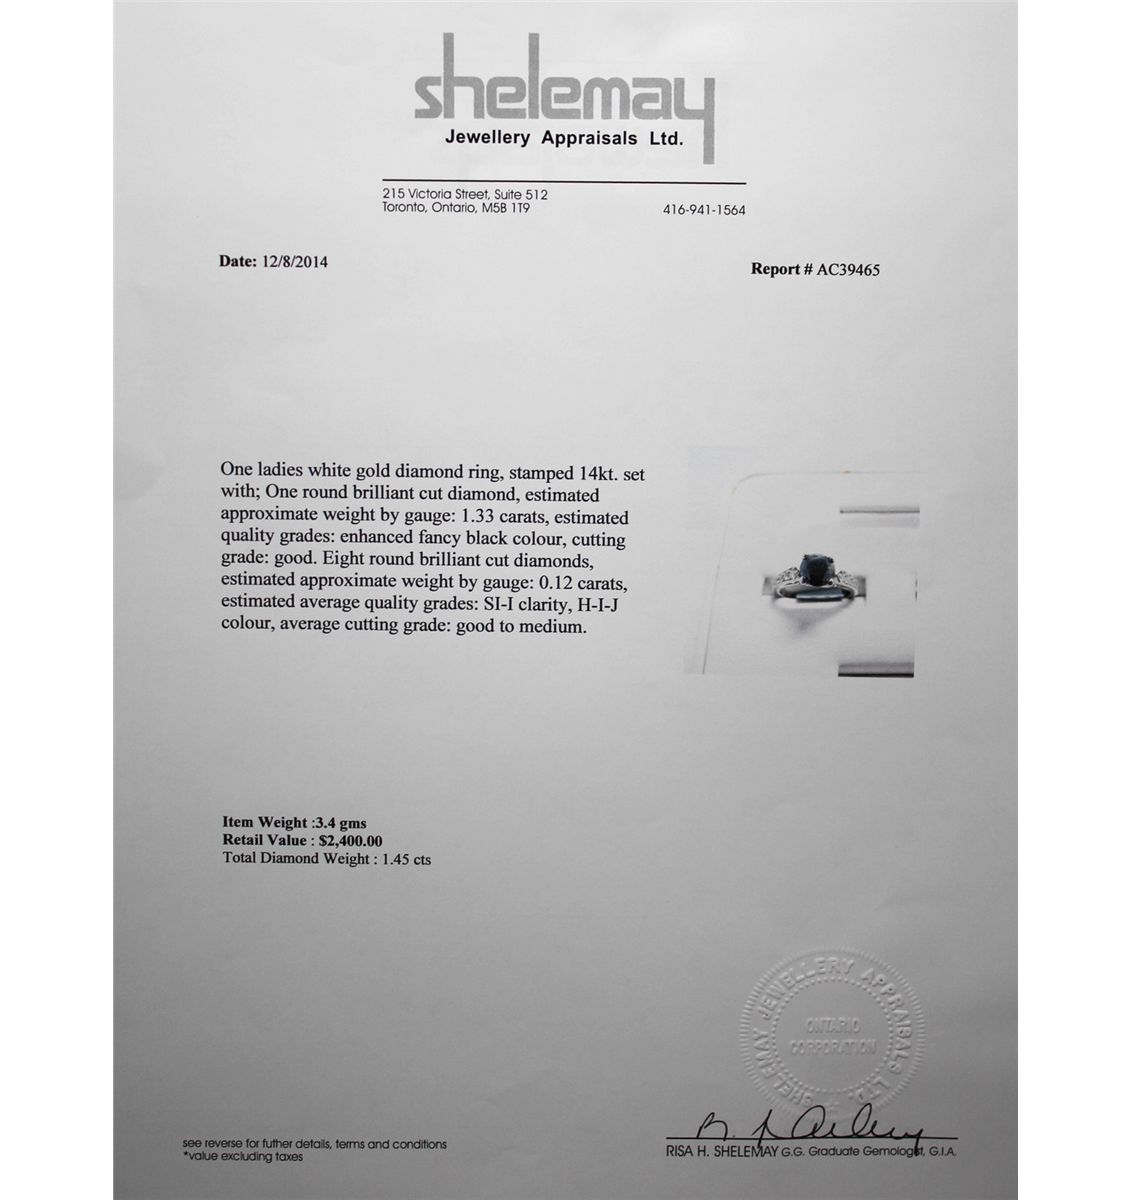 shelemay
Jewellery Appraisals Ltd.
215 Victoria Street, Suite 512
Toronto, Ontario, M5B 1T9
416-941-1564
Date: 12/8/2014
Report # AC39465
One ladies white gold diamond ring, stamped 14kt. set
with; One round brilliant cut diamond, estimated
approximate weight by gauge: 1.33 carats, estimated
quality grades: enhanced fancy black colour, cutting
grade: good. Eight round brilliant cut diamonds,
estimated approximate weight by gauge: 0.12 carats,
estimated average quality grades: SI-I clarity, H-I-J
colour, average cutting grade: good to medium.
Item Weight :3.4 gms
Retail Value : $2,400.00
Total Diamond Weight : 1.45 cts
SHELEMAY JEWELLERY APPRAISALS LTD.
ONTARIO
CORPORATION
see reverse for futher details, terms and conditions
*value excluding taxes
RISA H. SHELEMAY G.G. Graduate Gemologist, G.I.A.